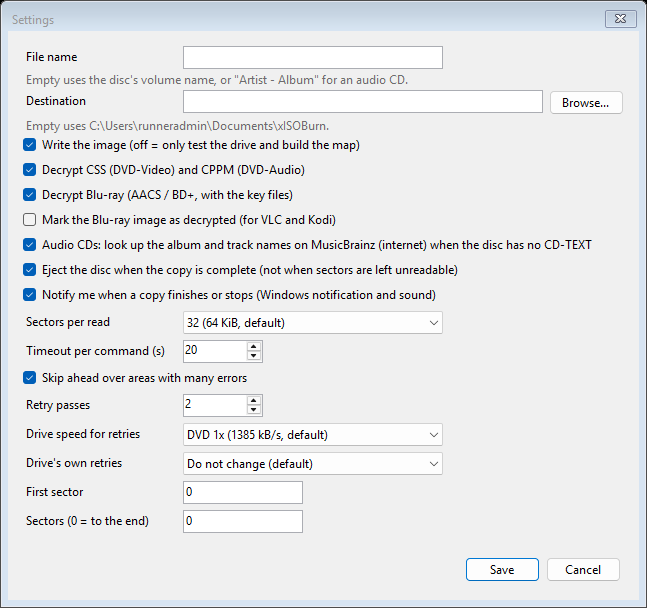 Settings
File name
Empty uses the disc's volume name, or "Artist - Album" for an audio CD.
Destination
Browse...
Empty uses C:\Users\runneradmin\Documents\xISOBurn.
Write the image (off = only test the drive and build the map)
Decrypt CSS (DVD-Video) and CPPM (DVD-Audio)
Decrypt Blu-ray (AACS / BD+, with the key files)
Mark the Blu-ray image as decrypted (for VLC and Kodi)
Audio CDs: look up the album and track names on MusicBrainz (internet) when the disc has no CD-TEXT
Eject the disc when the copy is complete (not when sectors are left unreadable)
Notify me when a copy finishes or stops (Windows notification and sound)
Sectors per read 32 (64 KiB, default)
Timeout per command (s) 20
Skip ahead over areas with many errors
Retry passes 2
Drive speed for retries DVD 1x (1385 kB/s, default)
Drive's own retries Do not change (default)
First sector 0
Sectors (0 = to the end) 0
Save Cancel